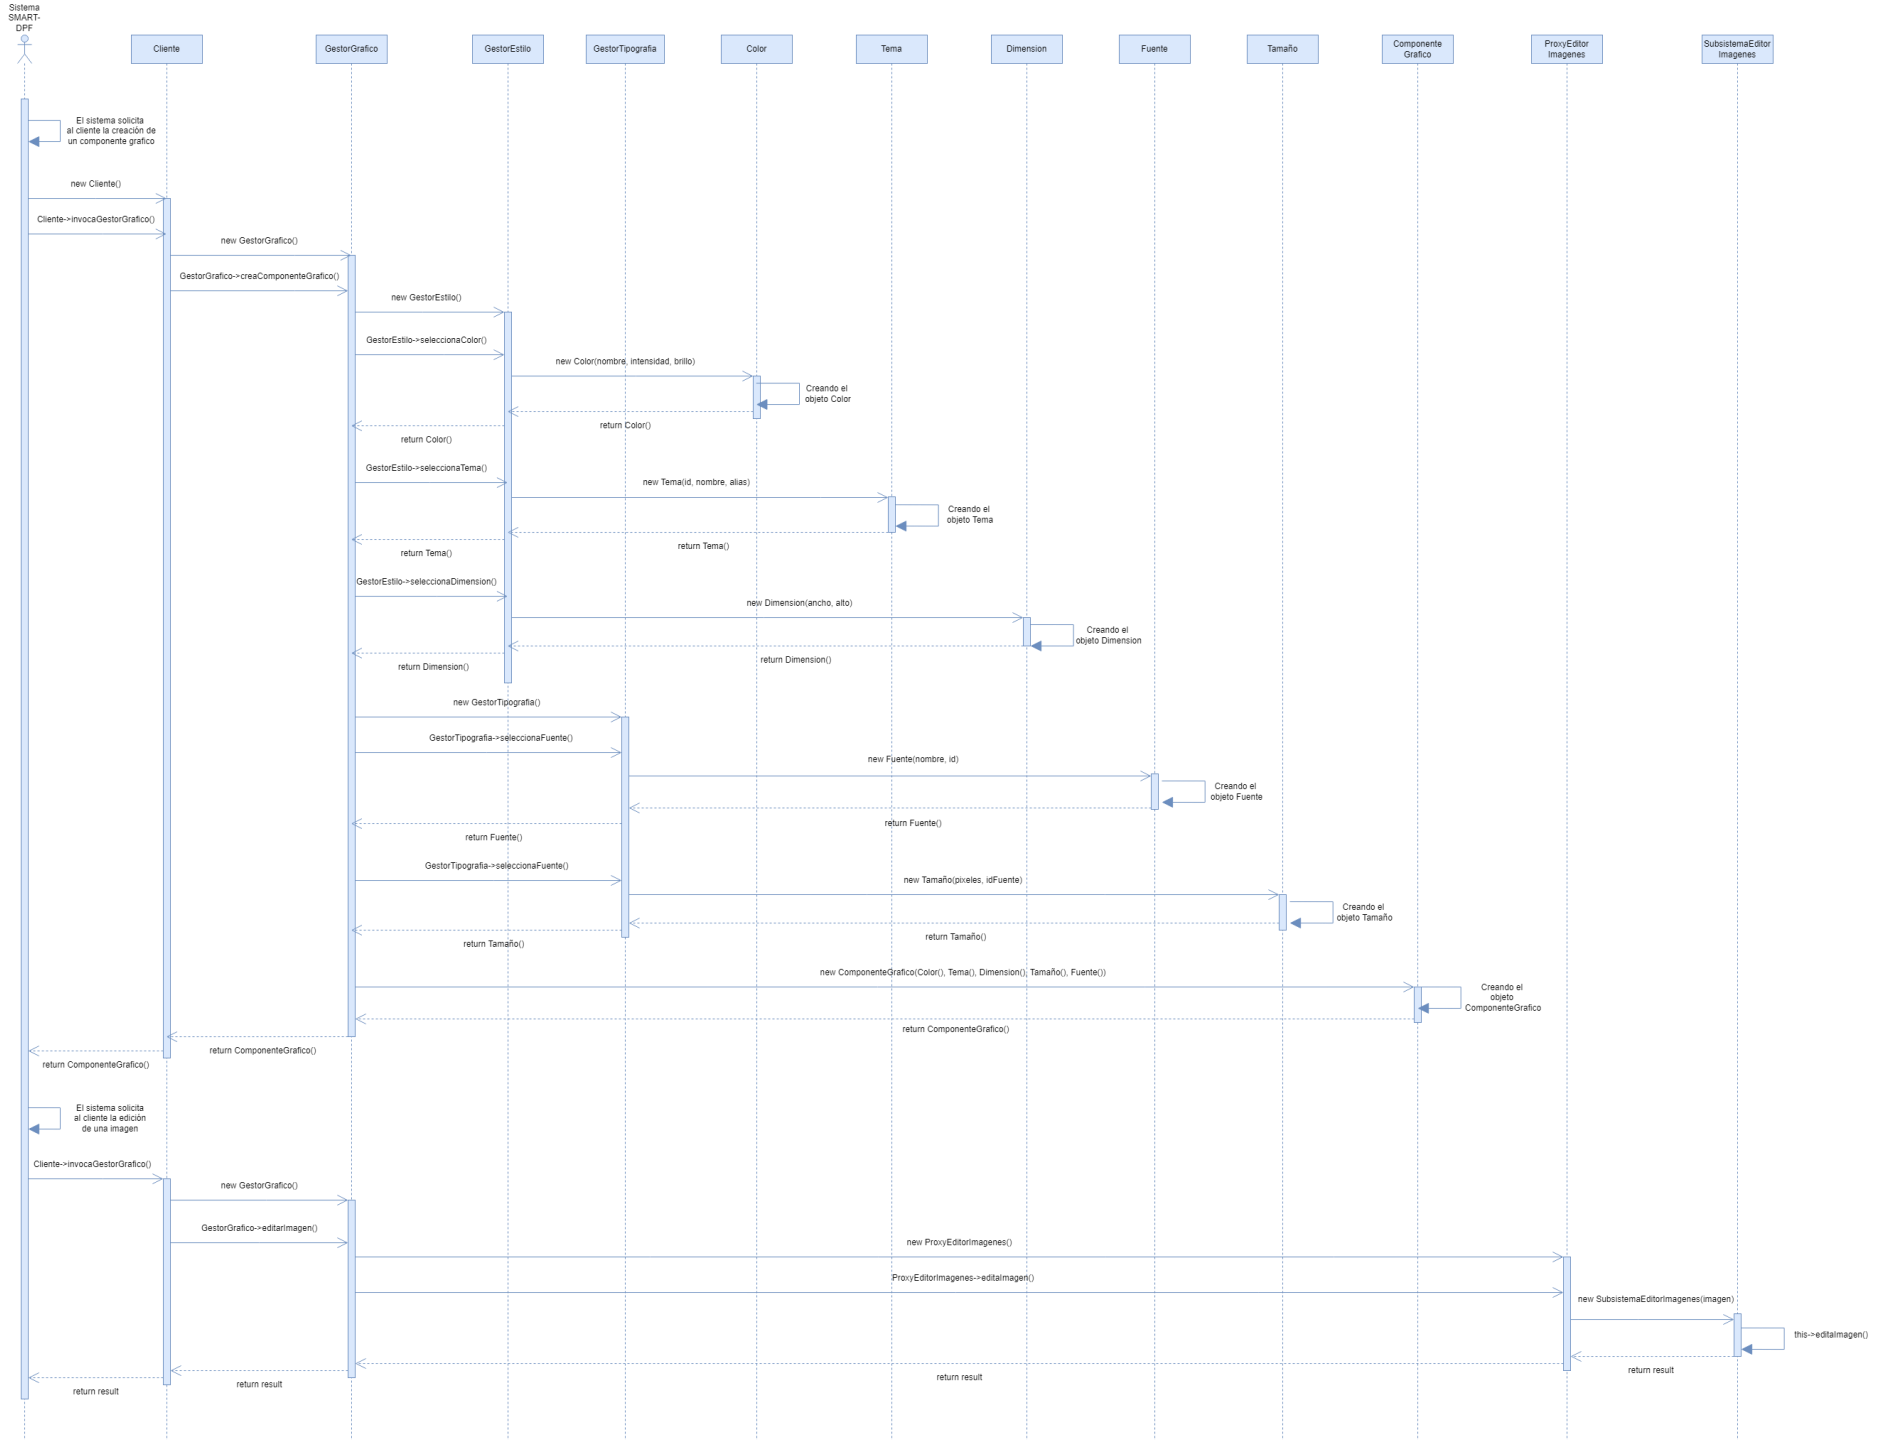 Sistema
SMART-
DPF
Cliente
GestorGrafico
GestorEstilo
GestorTipografia
Color
Tema
Dimension
Fuente
Tamaño
Componente
Grafico
ProxyEditor
Imagenes
SubsistemaEditor
Imagenes
El sistema solicita
al cliente la creación de
un componente grafico
new Cliente()
Cliente->invocaGestorGrafico()
new GestorGrafico()
GestorGrafico->creaComponenteGrafico()
new GestorEstilo()
GestorEstilo->seleccionaColor()
new Color(nombre, intensidad, brillo)
Creando el
objeto Color
return Color()
return Color()
GestorEstilo->seleccionaTema()
new Tema(id, nombre, alias)
Creando el
objeto Tema
return Tema()
return Tema()
GestorEstilo->seleccionaDimension()
new Dimension(ancho, alto)
Creando el
objeto Dimension
return Dimension()
return Dimension()
new GestorTipografia()
GestorTipografia->seleccionaFuente()
new Fuente(nombre, id)
Creando el
objeto Fuente
return Fuente()
return Fuente()
GestorTipografia->seleccionaFuente()
new Tamaño(pixeles, idFuente)
Creando el
objeto Tamaño
return Tamaño()
return Tamaño()
new ComponenteGrafico(Color(), Tema(), Dimension(), Tamaño(), Fuente())
Creando el
objeto
ComponenteGrafico
return ComponenteGrafico()
return ComponenteGrafico()
return ComponenteGrafico()
El sistema solicita
al cliente la edición
de una imagen
Cliente->invocaGestorGrafico()
new GestorGrafico()
GestorGrafico->editarImagen()
new ProxyEditorImagenes()
ProxyEditorImagenes->editaImagen()
new SubsistemaEditorImagenes(imagen)
this->editaImagen()
return result
return result
return result
return result